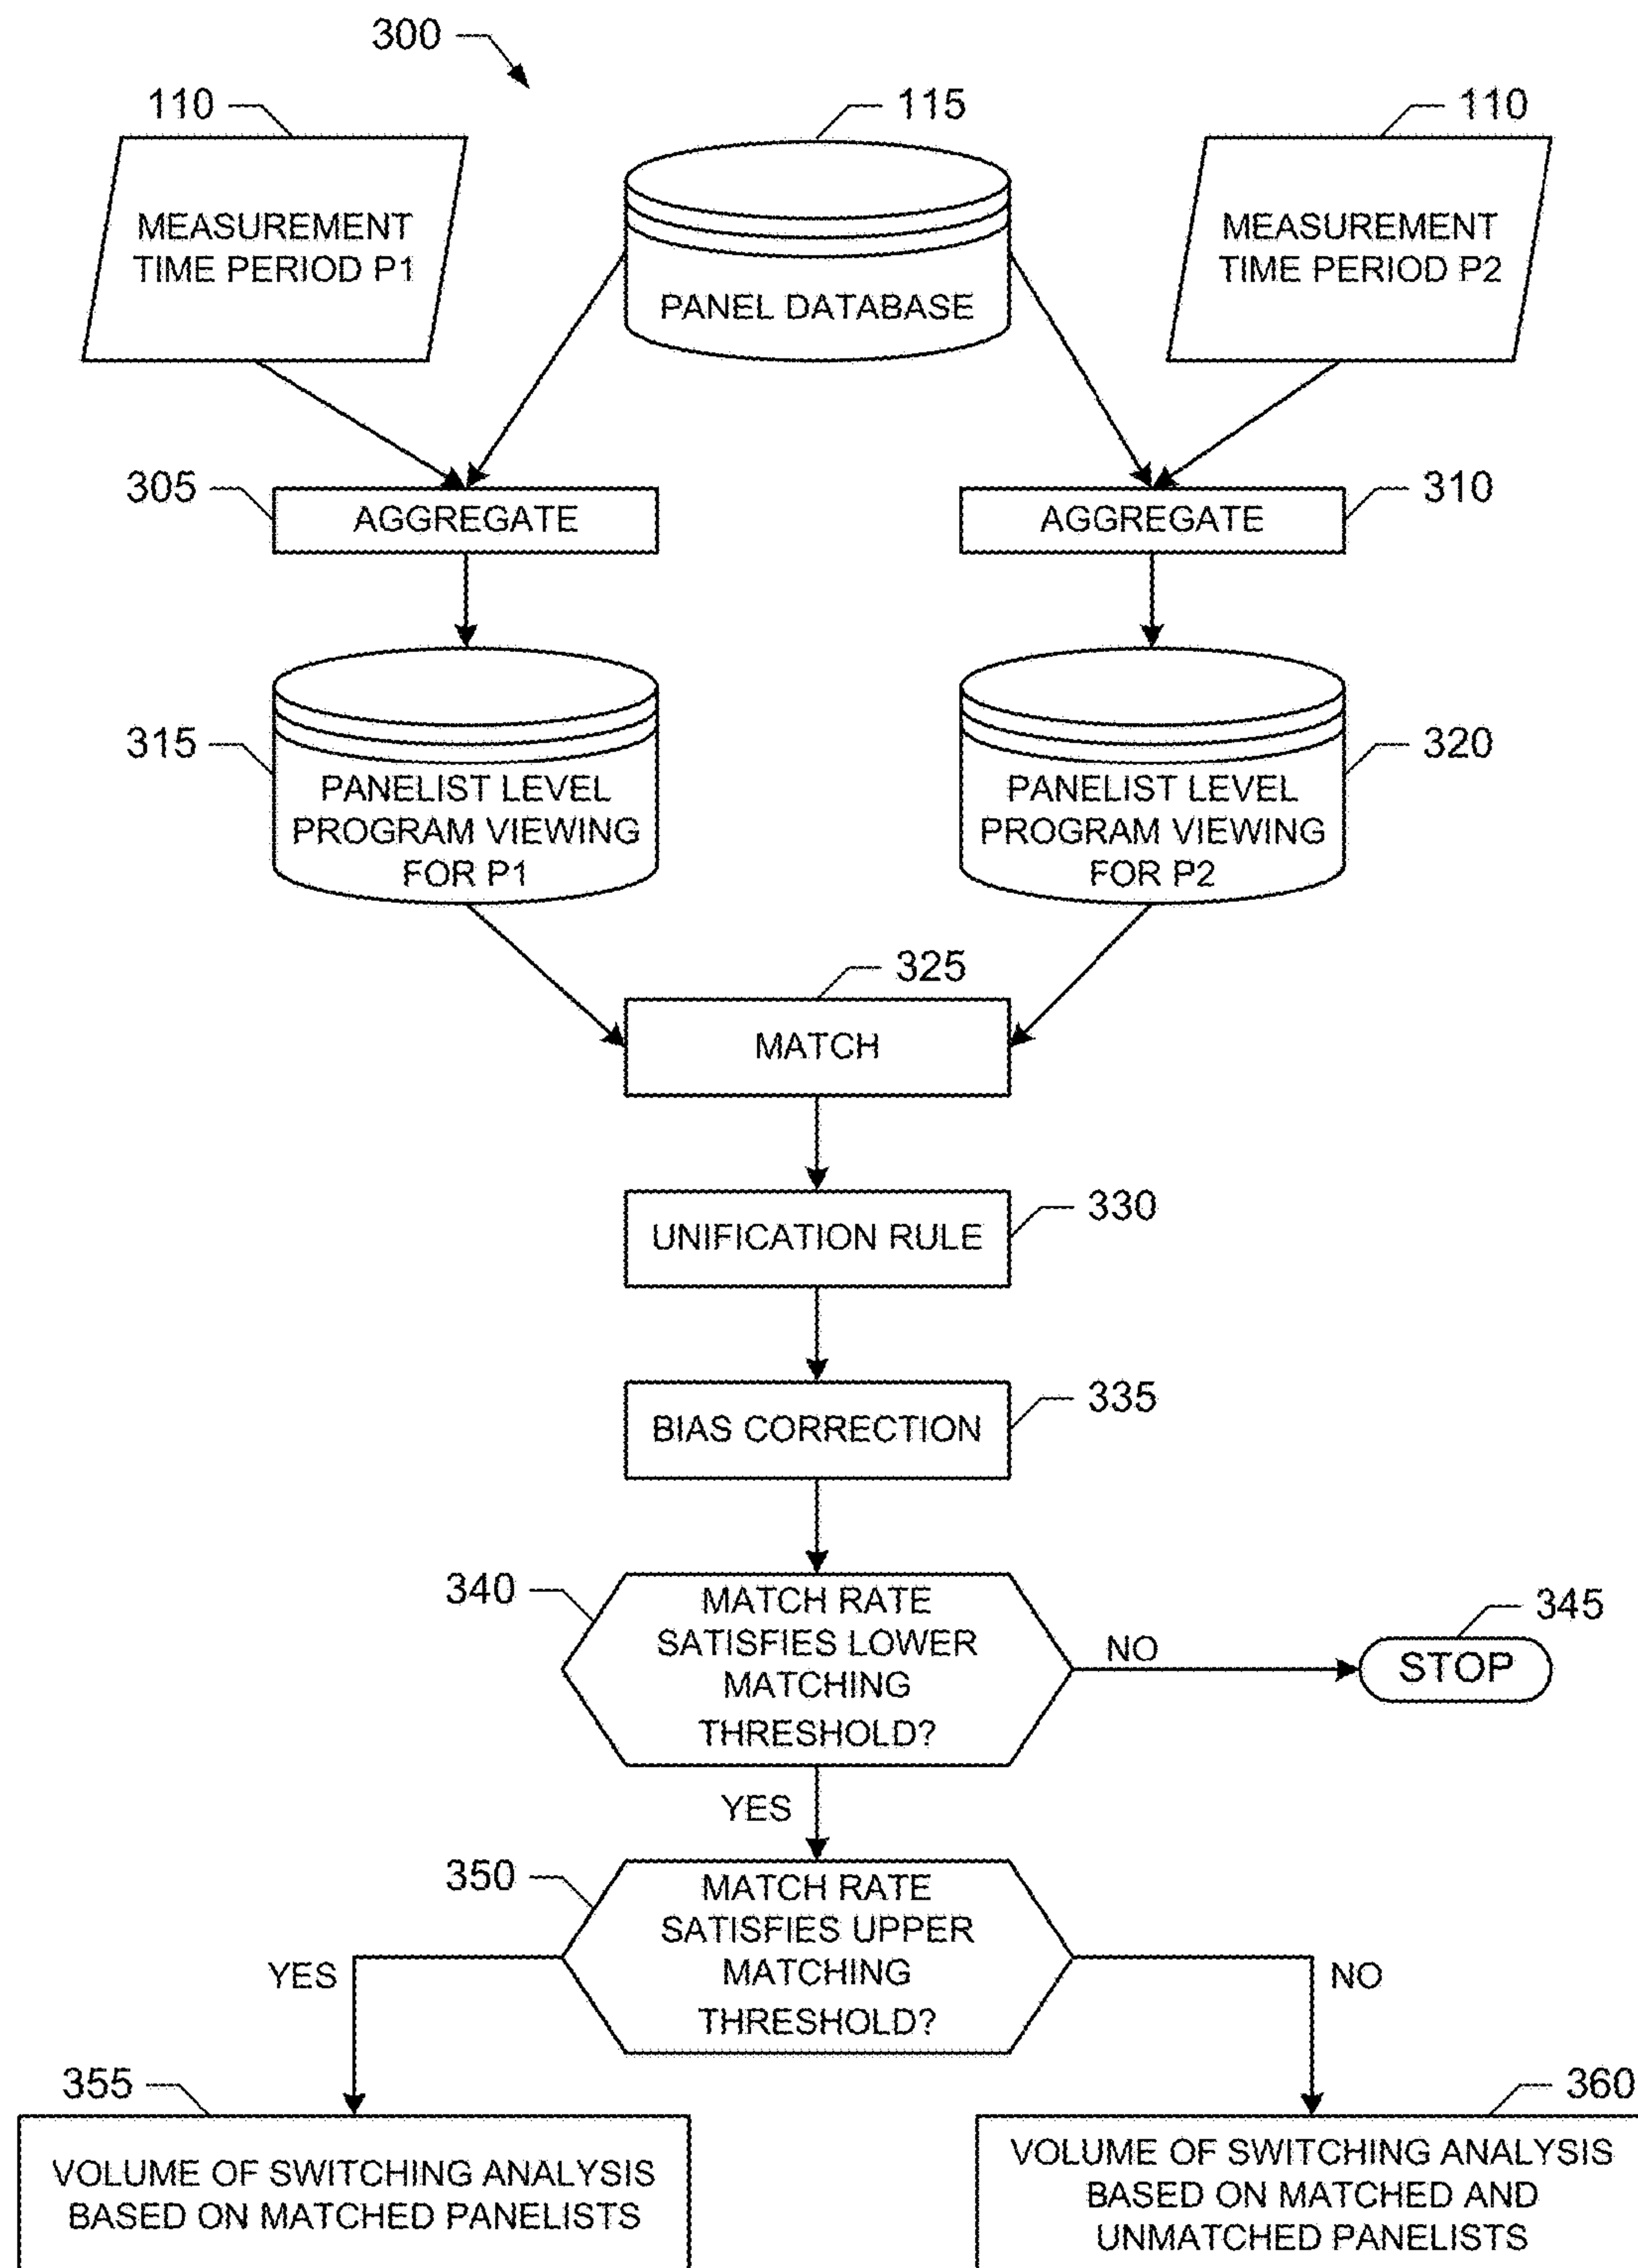 300
110
115
110
MEASUREMENT
TIME PERIOD P1
PANEL DATABASE
MEASUREMENT
TIME PERIOD P2
305
AGGREGATE
AGGREGATE
310
315
PANELIST LEVEL
PROGRAM VIEWING
FOR P1
PANELIST LEVEL
PROGRAM VIEWING
FOR P2
320
325
MATCH
UNIFICATION RULE
330
BIAS CORRECTION
335
340
MATCH RATE
SATISFIES LOWER
MATCHING
THRESHOLD?
NO
345
STOP
YES
350
MATCH RATE
SATISFIES UPPER
MATCHING
THRESHOLD?
YES
NO
355
VOLUME OF SWITCHING ANALYSIS
BASED ON MATCHED PANELISTS
360
VOLUME OF SWITCHING ANALYSIS
BASED ON MATCHED AND
UNMATCHED PANELISTS